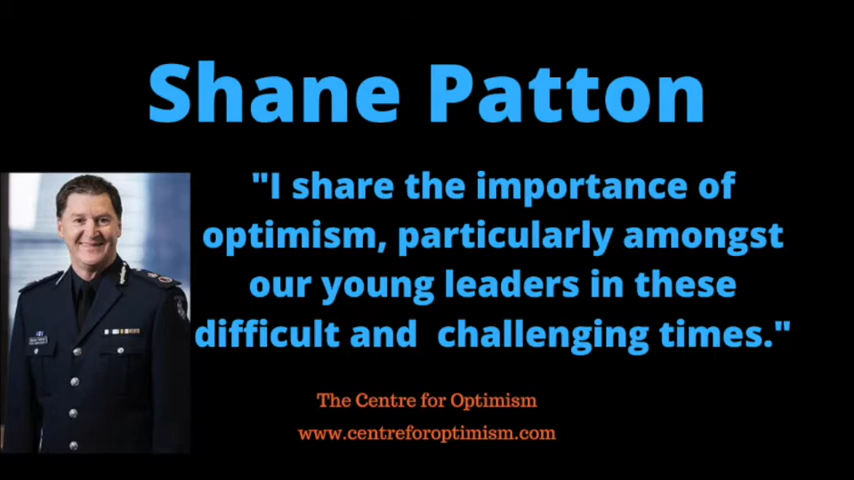 Shane Patton
"I share the importance of
optimism, particularly amongst
our young leaders in these
difficult and challenging times."
The Centre for Optimism
www.centreforoptimism.com